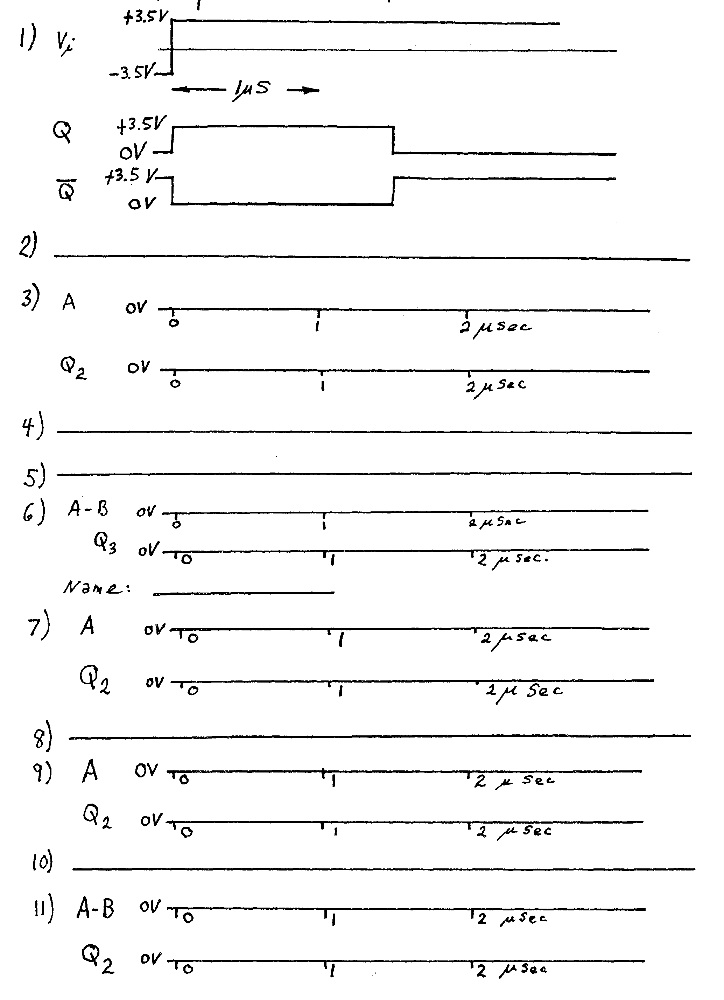 +3.5V
1) Vi
-3.5V
1μS
Q +3.5V
0V
Q̅ +3.5V
0V
2)
3) A 0V
0 1 2 μsec
Q2 0V
0 1 2 μsec
4)
5)
6) A-B 0V
0 1 2 μsec
Q3 0V
0 1 2 μsec.
Name:
7) A 0V
0 1 2 μsec
Q2 0V
0 1 2 μ Sec
8)
9) A 0V
0 1 2 μ sec
Q2 0V
0 1 2 μ sec
10)
11) A-B 0V
0 1 2 μsec
Q2 0V
0 1 2 μsec